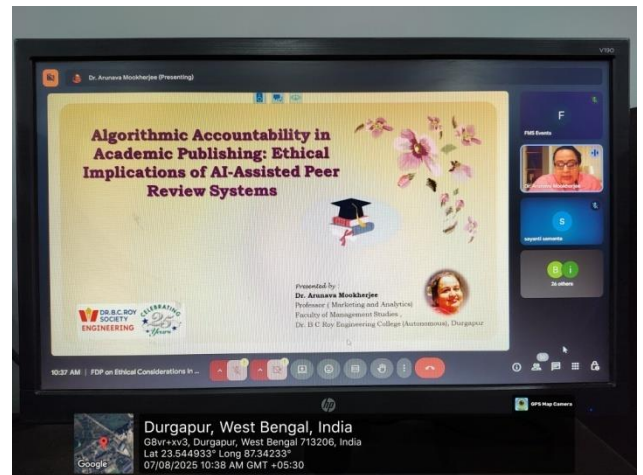 V190
Dr. Arunava Mookherjee (Presenting)
Algorithmic Accountability in
Academic Publishing: Ethical
Implications of AI-Assisted Peer
Review Systems
Presented by :
Dr. Arunava Mookherjee
Professor ( Marketing and Analytics)
Faculty of Management Studies ,
Dr. B C Roy Engineering College (Autonomous), Durgapur
DR.B.C.ROY
SOCIETY
ENGINEERING
CELEBRATING
25
Years
F
FMS Events
Dr. Arunava Mookherjee
S
sayanti samanta
B
i
26 others
10:37 AM | FDP on Ethical Considerations in ...
hp
GPS Map Camera
Google
Durgapur, West Bengal, India
G8vr+xv3, Durgapur, West Bengal 713206, India
Lat 23.544933° Long 87.34233°
07/08/2025 10:38 AM GMT +05:30